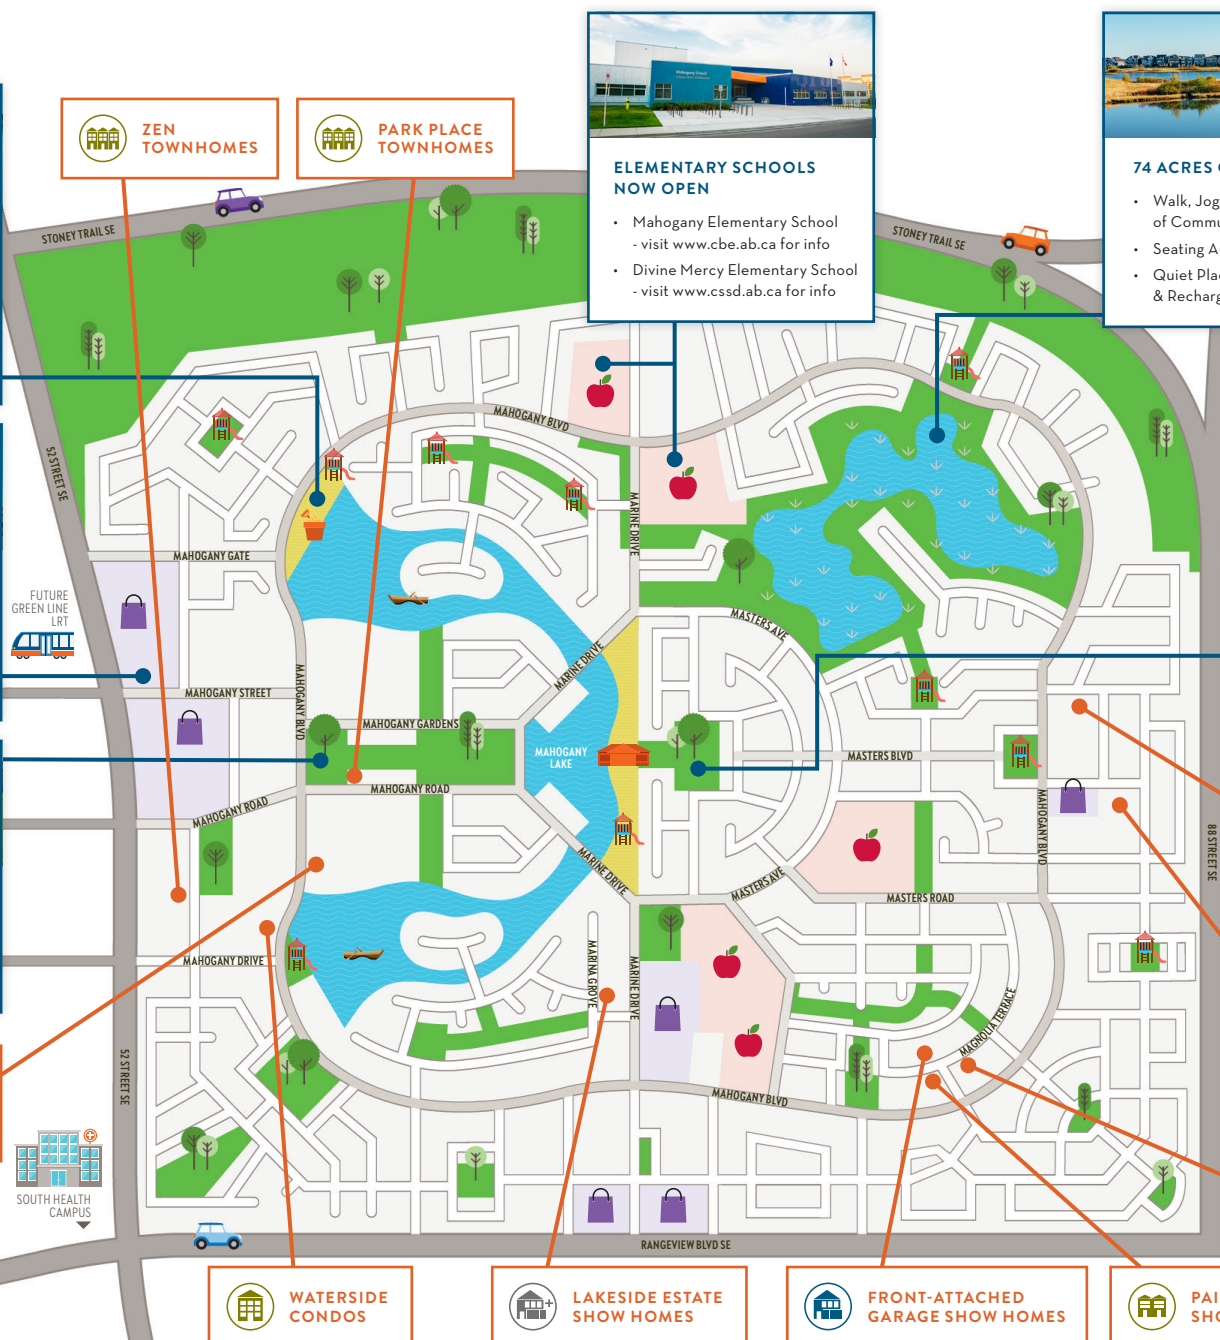 ZEN
TOWNHOMES
PARK PLACE
TOWNHOMES
Mahogany School
ELEMENTARY SCHOOLS
NOW OPEN
• Mahogany Elementary School
- visit www.cbe.ab.ca for info
• Divine Mercy Elementary School
- visit www.cssd.ab.ca for info
74 ACRES
• Walk, Jog
of
• Seating
• Quiet
&
STONEY TRAIL SE
STONEY TRAIL SE
52 STREET SE
MAHOGANY BLVD
MARINE DRIVE
MAHOGANY GATE
FUTURE
GREEN LINE
LRT
MASTERS AVE
MARINE DRIVE
MAHOGANY STREET
MAHOGANY BLVD
MAHOGANY GARDENS
MAHOGANY
LAKE
MASTERS BLVD
MAHOGANY ROAD
MAHOGANY ROAD
MAHOGANY BLVD
88 STREET SE
MARINE DRIVE
MASTERS AVE
MASTERS ROAD
MAHOGANY DRIVE
MARINA GROVE
MARINE DRIVE
MAGNOLIA TERRACE
52 STREET SE
MAHOGANY BLVD
SOUTH HEALTH
CAMPUS
RANGEVIEW BLVD SE
WATERSIDE
CONDOS
LAKESIDE ESTATE
SHOW HOMES
FRONT-ATTACHED
GARAGE SHOW HOMES